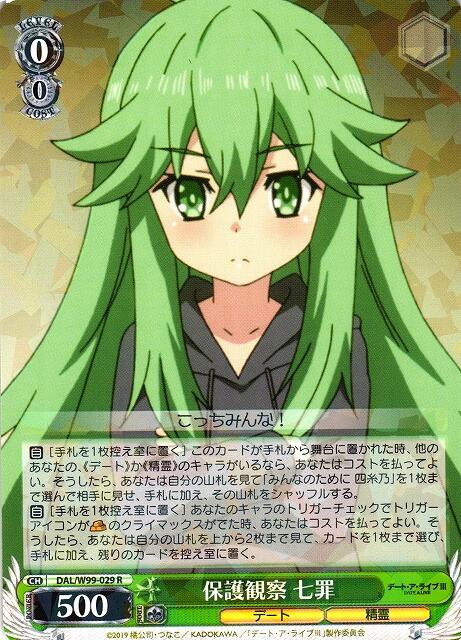 LEVEL
0
0
COST
こっちみんな！
自 [手札を1枚控え室に置く] このカードが手札から舞台に置かれた時、他の
あなたの、《デート》か《精霊》のキャラがいるなら、あなたはコストを払ってよ
い。そうしたら、あなたは自分の山札を見て「みんなのために 四糸乃」を1枚ま
で選んで相手に見せ、手札に加え、その山札をシャッフルする。
自 [手札を1枚控え室に置く] あなたのキャラのトリガーチェックでトリガー
アイコンが
のクライマックスがでた時、あなたはコストを払ってよい。そ
うしたら、あなたは自分の山札を上から2枚まで見て、カードを1枚まで選び、
手札に加え、残りのカードを控え室に置く。
CH DAL/W99-029 R
POWER
500
SOUL
保護観察 七罪
デート・ア・ライブⅢ
DATE A LIVE
デート
精霊
©2019 橘公司・つなこ／KADOKAWA／「デート・ア・ライブⅢ」製作委員会